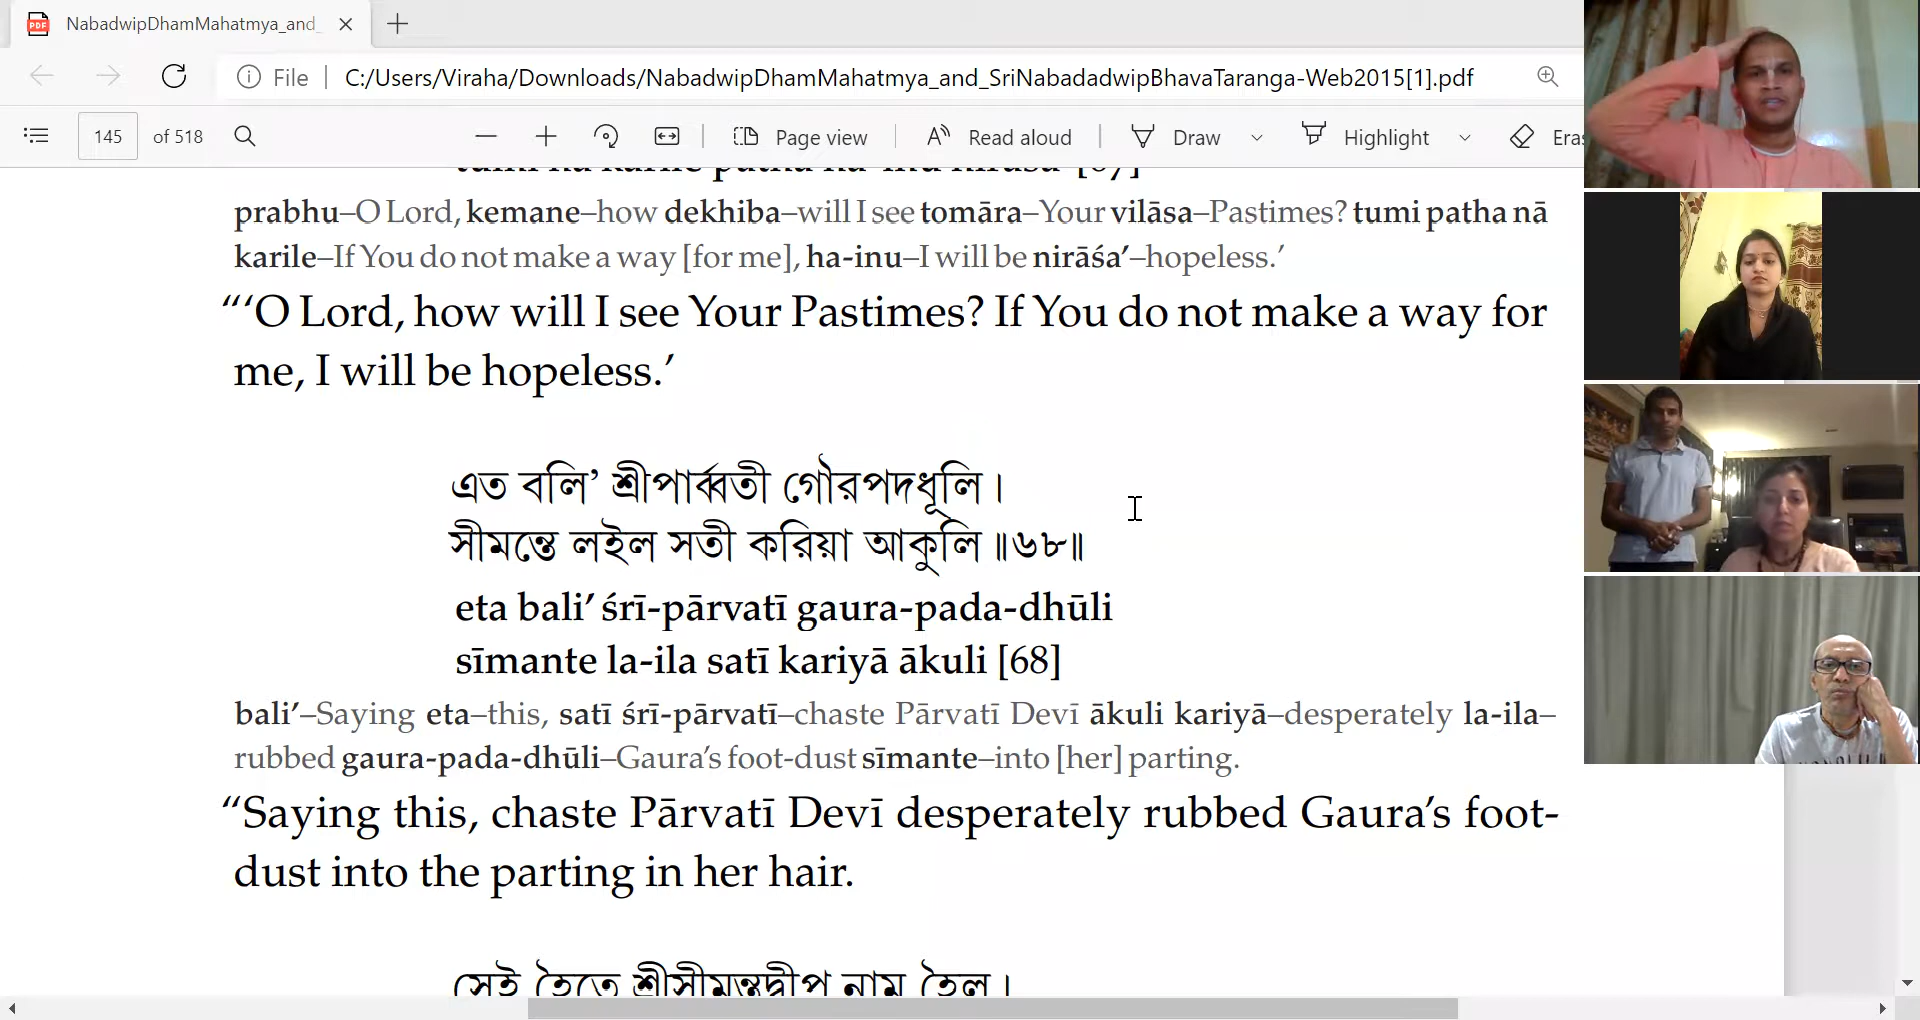 NabadwipDhamMahatmya_and_
File
C:/Users/Viraha/Downloads/NabadwipDhamMahatmya_and_SriNabadadwipBhavaTaranga-Web2015[1].pdf
145 of 518
Page view
Read aloud
Draw
Highlight
Eras
prabhu–O Lord, kemane–how dekhiba–will I see tomāra–Your vilāsa–Pastimes? tumi patha nā
karile–If You do not make a way [for me], ha-inu–I will be nirāśa’–hopeless.’
“‘O Lord, how will I see Your Pastimes? If You do not make a way for
me, I will be hopeless.’
এত বলি’ শ্রীপার্ব্বতী গৌরপদধূলি ।
সীমন্তে লইল সতী করিয়া আকুলি ॥৬৮॥
eta bali’ śrī-pārvatī gaura-pada-dhūli
sīmante la-ila satī kariyā ākuli [68]
bali’–Saying eta–this, satī śrī-pārvatī–chaste Pārvatī Devī ākuli kariyā–desperately la-ila–
rubbed gaura-pada-dhūli–Gaura’s foot-dust sīmante–into [her] parting.
“Saying this, chaste Pārvatī Devī desperately rubbed Gaura’s foot-
dust into the parting in her hair.
সেই হৈতে শ্রীসীমন্তদ্বীপ নাম হৈল ।